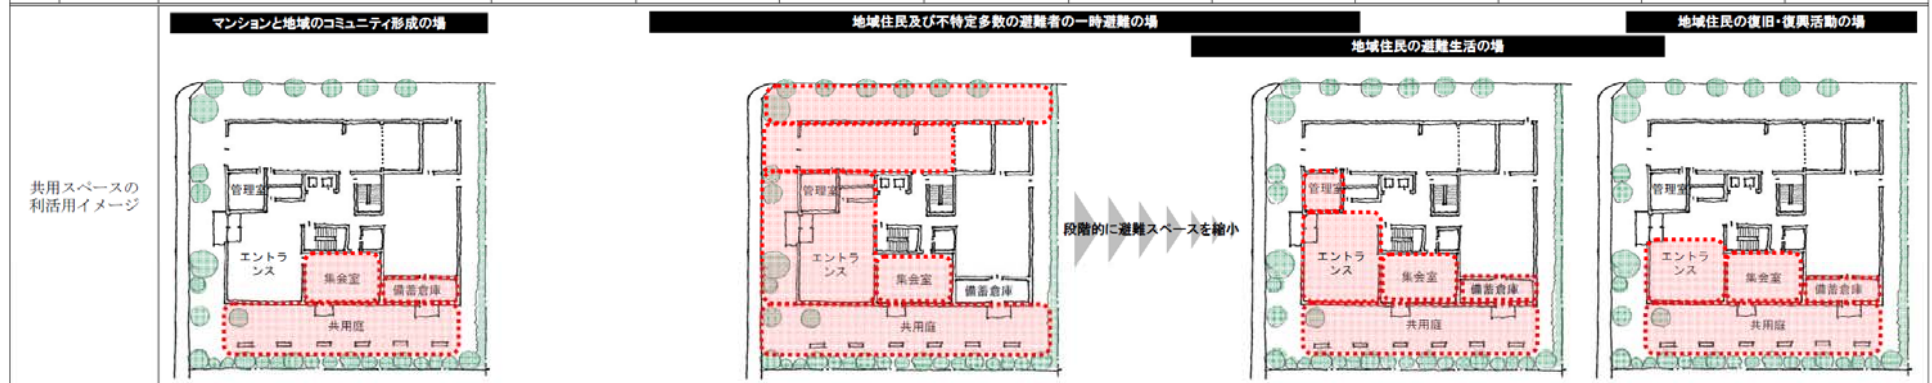 マンションと地域のコミュニティ形成の場
地域住民及び不特定多数の避難者の一時避難の場
地域住民の復旧・復興活動の場
地域住民の避難生活の場
共用スペースの
利活用イメージ
管理室
エントラ
ンス
集会室
備蓄倉庫
共用庭
管理室
エントラ
ンス
集会室
備蓄倉庫
共用庭
段階的に避難スペースを縮小
管理室
エントラ
ンス
集会室
備蓄倉庫
共用庭
管理室
エントラ
ンス
集会室
備蓄倉庫
共用庭